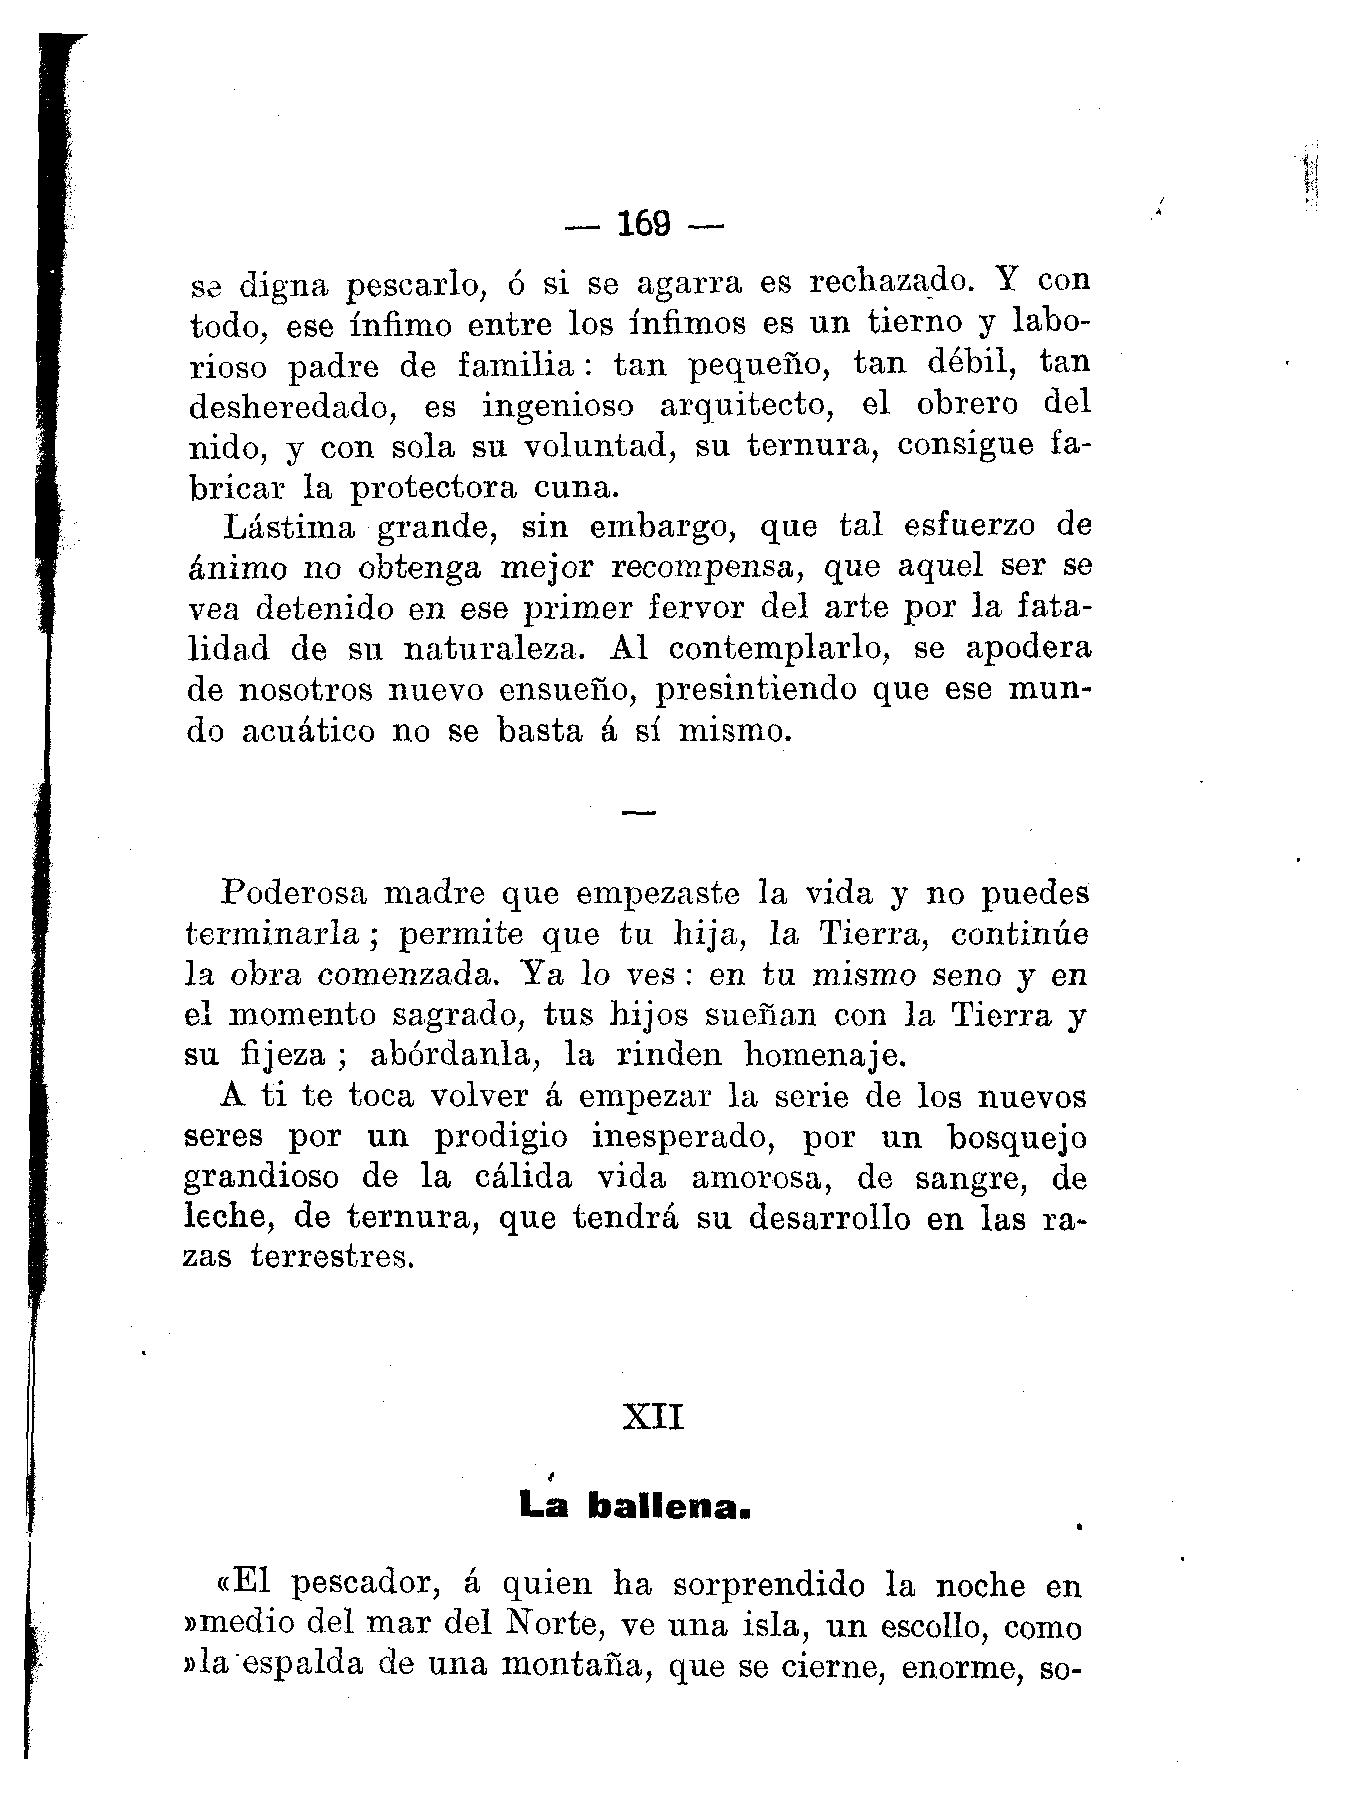 — 169 —
se digna pescarlo, ó si se agarra es rechazado. Y con
todo, ese ínfimo entre los ínfimos es un tierno y labo-
rioso padre de familia : tan pequeño, tan débil, tan
desheredado, es ingenioso arquitecto, el obrero del
nido, y con sola su voluntad, su ternura, consigue fa-
bricar la protectora cuna.
Lástima grande, sin embargo, que tal esfuerzo de
ánimo no obtenga mejor recompensa, que aquel ser se
vea detenido en ese primer fervor del arte por la fata-
lidad de su naturaleza. Al contemplarlo, se apodera
de nosotros nuevo ensueño, presintiendo que ese mun-
do acuático no se basta á sí mismo.
—
Poderosa madre que empezaste la vida y no puedes
terminarla ; permite que tu hija, la Tierra, continúe
la obra comenzada. Ya lo ves : en tu mismo seno y en
el momento sagrado, tus hijos sueñan con la Tierra y
su fijeza ; abórdanla, la rinden homenaje.
A ti te toca volver á empezar la serie de los nuevos
seres por un prodigio inesperado, por un bosquejo
grandioso de la cálida vida amorosa, de sangre, de
leche, de ternura, que tendrá su desarrollo en las ra-
zas terrestres.
XII
La ballena.
«El pescador, á quien ha sorprendido la noche en
»medio del mar del Norte, ve una isla, un escollo, como
»la espalda de una montaña, que se cierne, enorme, so-